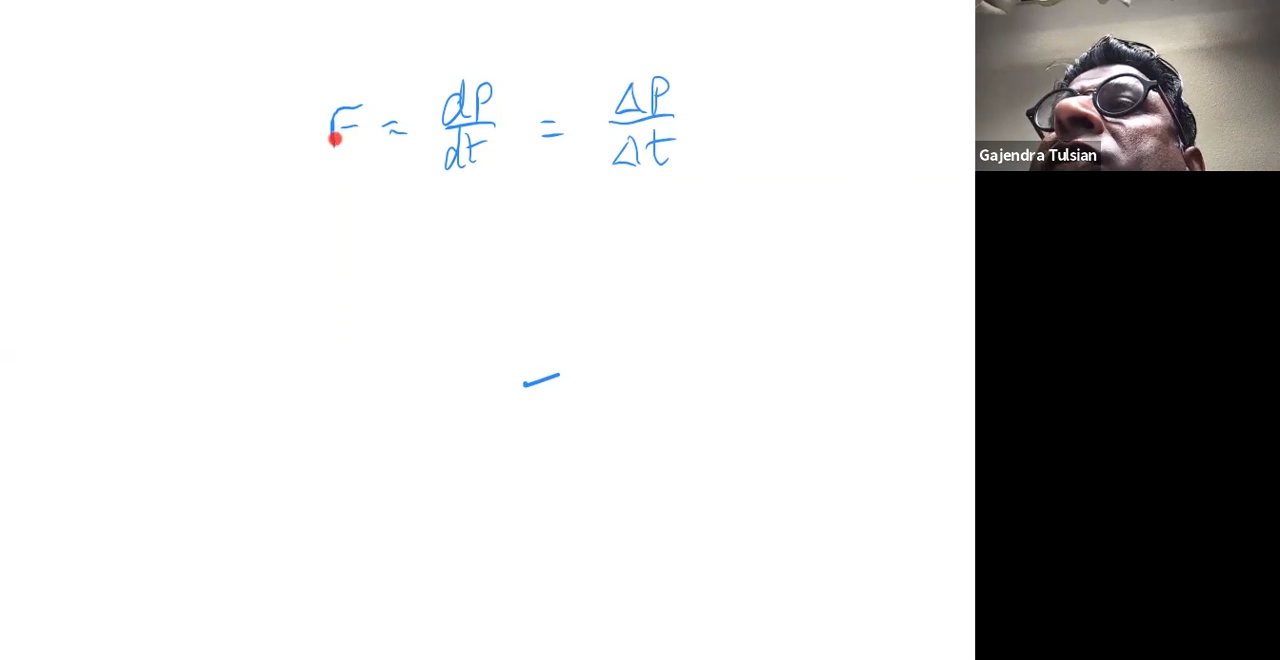 F ≈ dP/dt = ΔP/Δt
Gajendra Tulsian